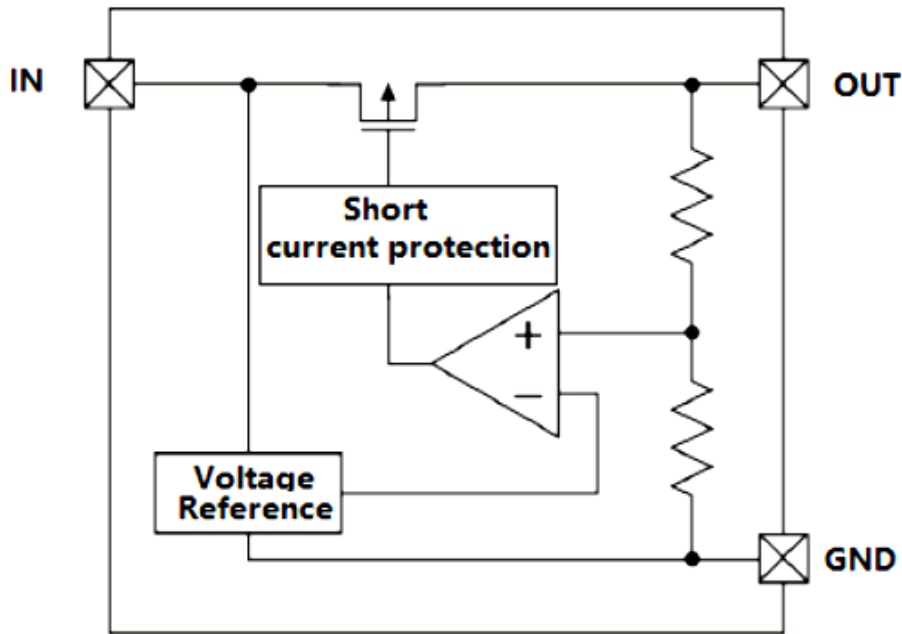 IN
OUT
Short
current protection
+
−
Voltage
Reference
GND